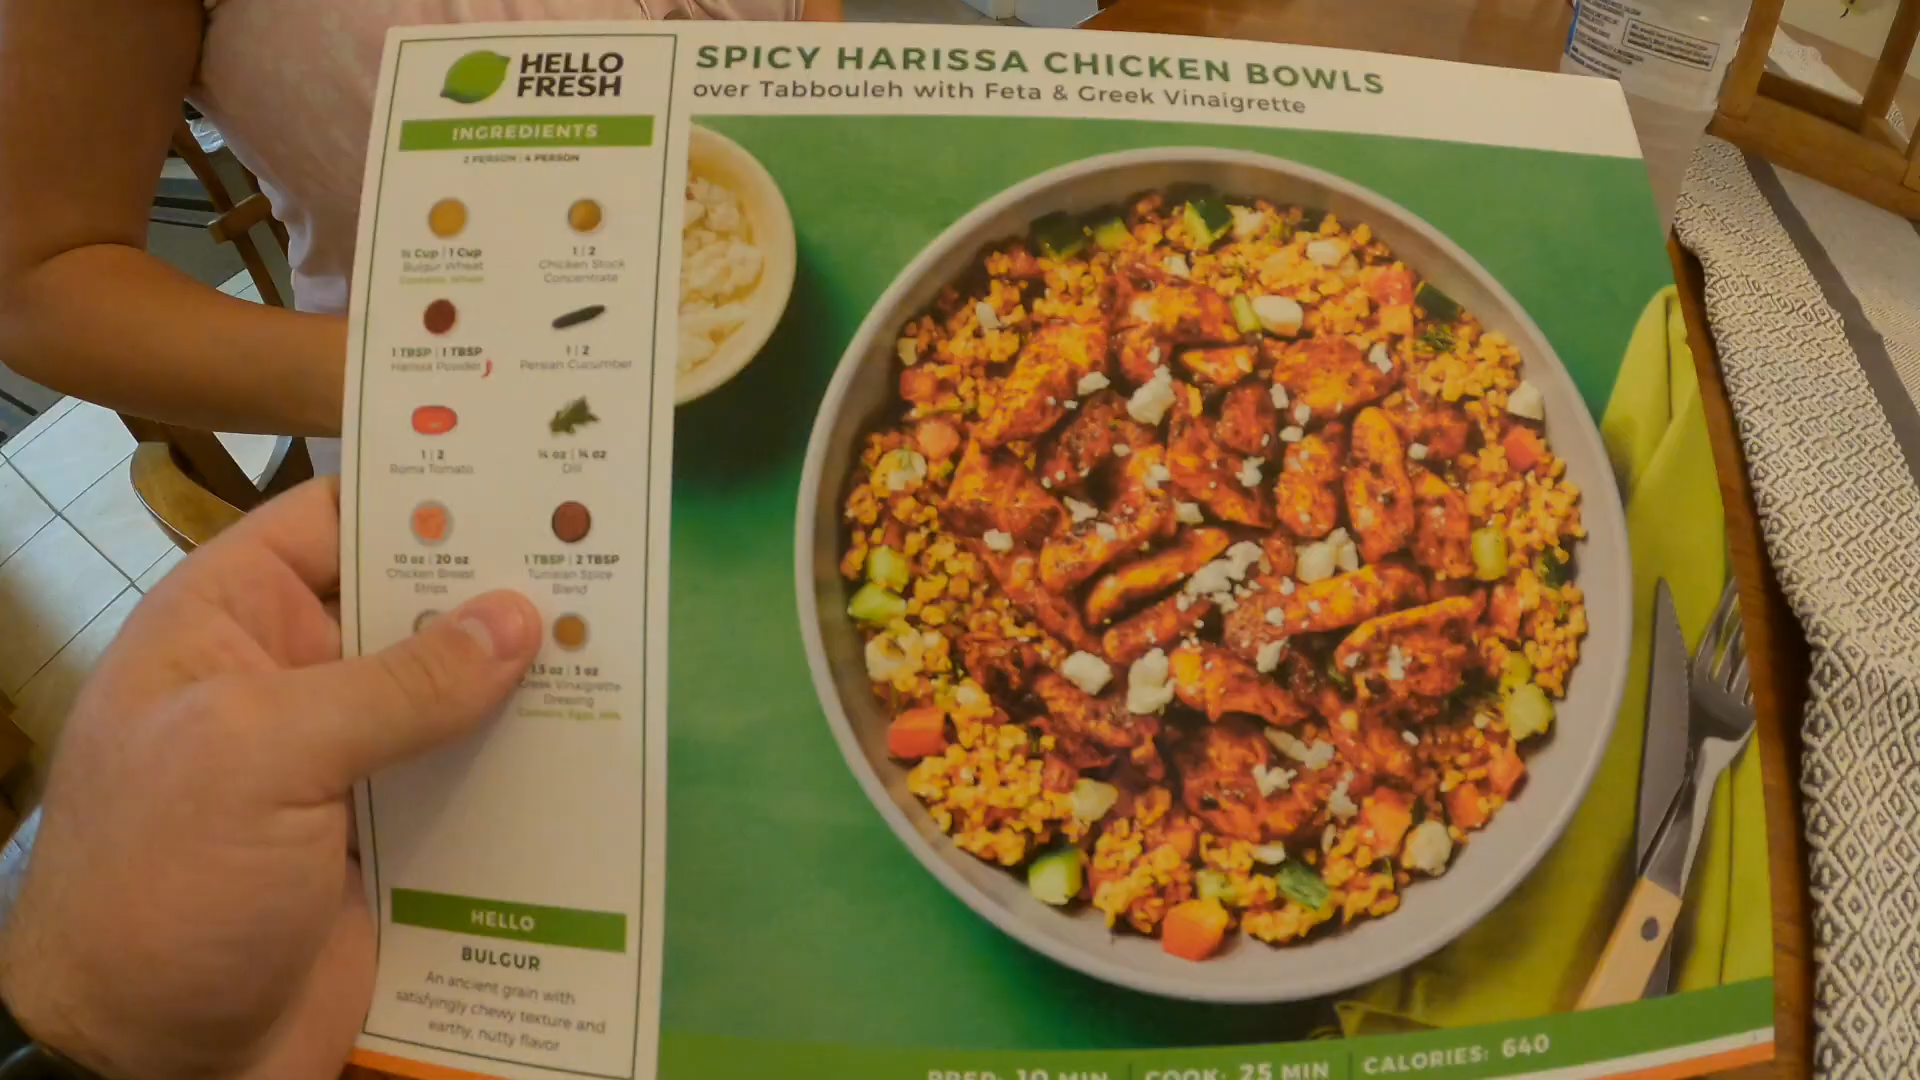 HELLO
FRESH
SPICY HARISSA CHICKEN BOWLS
over Tabbouleh with Feta & Greek Vinaigrette
INGREDIENTS
2 PERSON | 4 PERSON
½ Cup | 1 Cup
Bulgur Wheat
Contains: Wheat
1 | 2
Chicken Stock
Concentrate
1 TBSP | 1 TBSP
Harissa Powder
1 | 2
Persian Cucumber
1 | 2
Roma Tomato
¼ oz | ¼ oz
Dill
10 oz | 20 oz
Chicken Breast
Strips
1 TBSP | 2 TBSP
Tunisian Spice
Blend
1.5 oz | 3 oz
Greek Vinaigrette
Dressing
Contains: Eggs, Milk
HELLO
BULGUR
An ancient grain with
satisfyingly chewy texture and
earthy, nutty flavor
PREP: 10 MIN | COOK: 25 MIN | CALORIES: 640